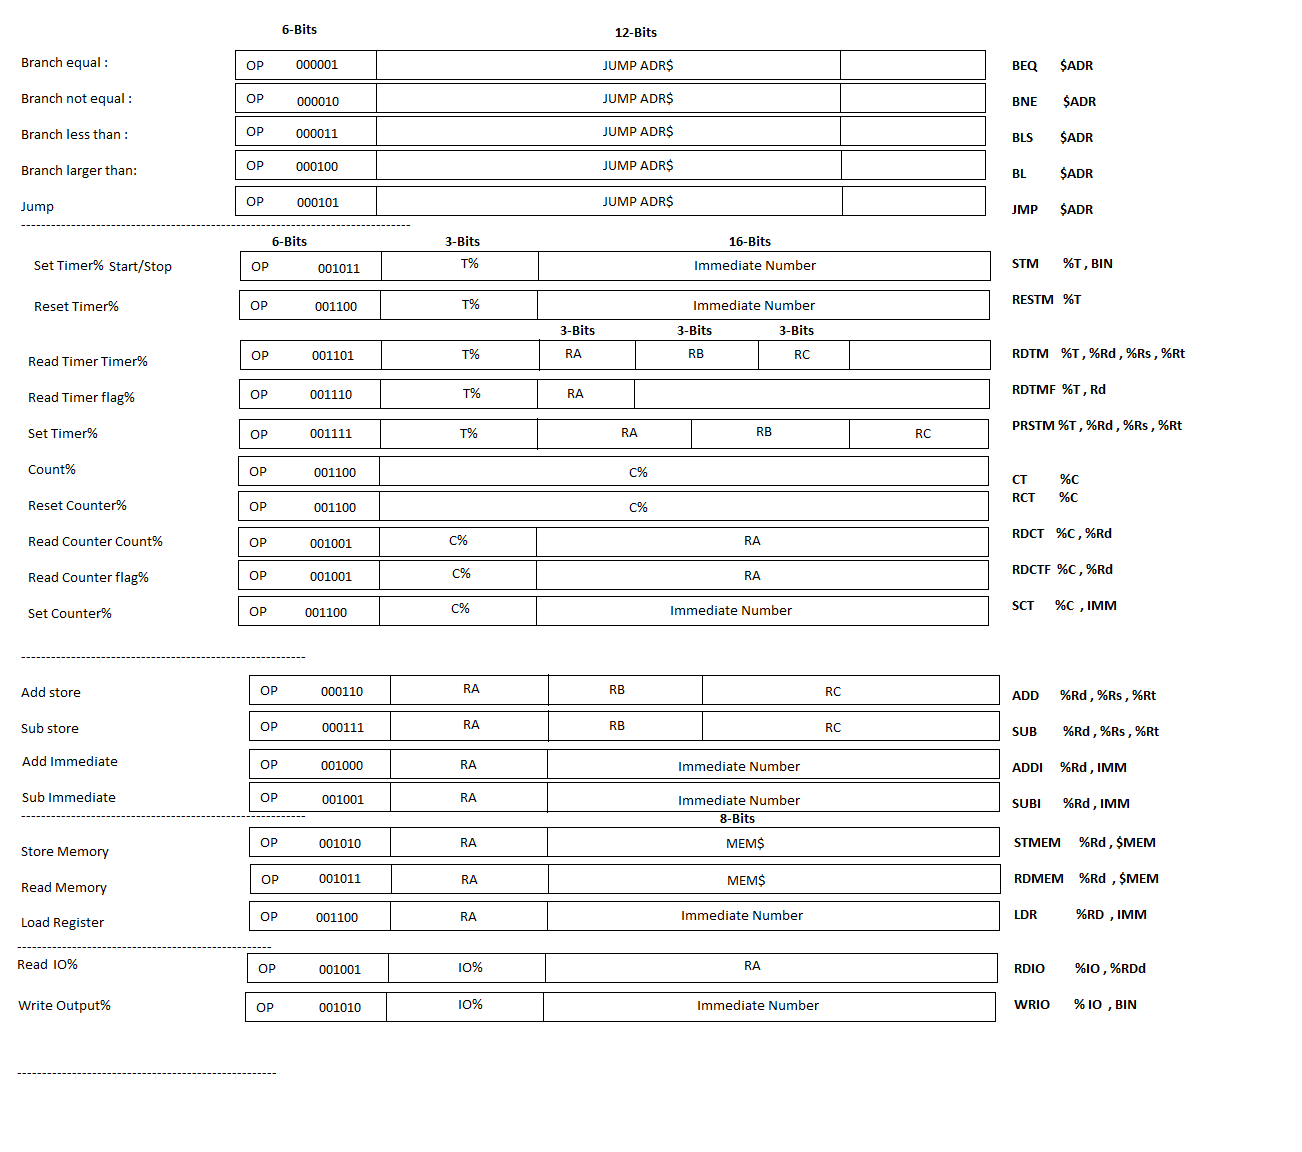 6-Bits 12-Bits
Branch equal : OP 000001 JUMP ADR$ BEQ $ADR
Branch not equal : OP 000010 JUMP ADR$ BNE $ADR
Branch less than : OP 000011 JUMP ADR$ BLS $ADR
Branch larger than: OP 000100 JUMP ADR$ BL $ADR
Jump OP 000101 JUMP ADR$ JMP $ADR
------------------------------------------------------------------------------
6-Bits 3-Bits 16-Bits
Set Timer% Start/Stop OP 001011 T% Immediate Number STM %T , BIN
Reset Timer% OP 001100 T% Immediate Number RESTM %T
3-Bits 3-Bits 3-Bits
Read Timer Timer% OP 001101 T% RA RB RC RDTM %T , %Rd , %Rs , %Rt
Read Timer flag% OP 001110 T% RA RDTMF %T , Rd
Set Timer% OP 001111 T% RA RB RC PRSTM %T , %Rd , %Rs , %Rt
Count% OP 001100 C% CT %C
Reset Counter% OP 001100 C% RCT %C
Read Counter Count% OP 001001 C% RA RDCT %C , %Rd
Read Counter flag% OP 001001 C% RA RDCTF %C , %Rd
Set Counter% OP 001100 C% Immediate Number SCT %C , IMM
---------------------------------------------------------
Add store OP 000110 RA RB RC ADD %Rd , %Rs , %Rt
Sub store OP 000111 RA RB RC SUB %Rd , %Rs , %Rt
Add Immediate OP 001000 RA Immediate Number ADDI %Rd , IMM
Sub Immediate OP 001001 RA Immediate Number SUBI %Rd , IMM
---------------------------------------------------------
8-Bits
Store Memory OP 001010 RA MEM$ STMEM %Rd , $MEM
Read Memory OP 001011 RA MEM$ RDMEM %Rd , $MEM
Load Register OP 001100 RA Immediate Number LDR %RD , IMM
---------------------------------------------------
Read IO% OP 001001 IO% RA RDIO %IO , %RDd
Write Output% OP 001010 IO% Immediate Number WRIO % IO , BIN
----------------------------------------------------